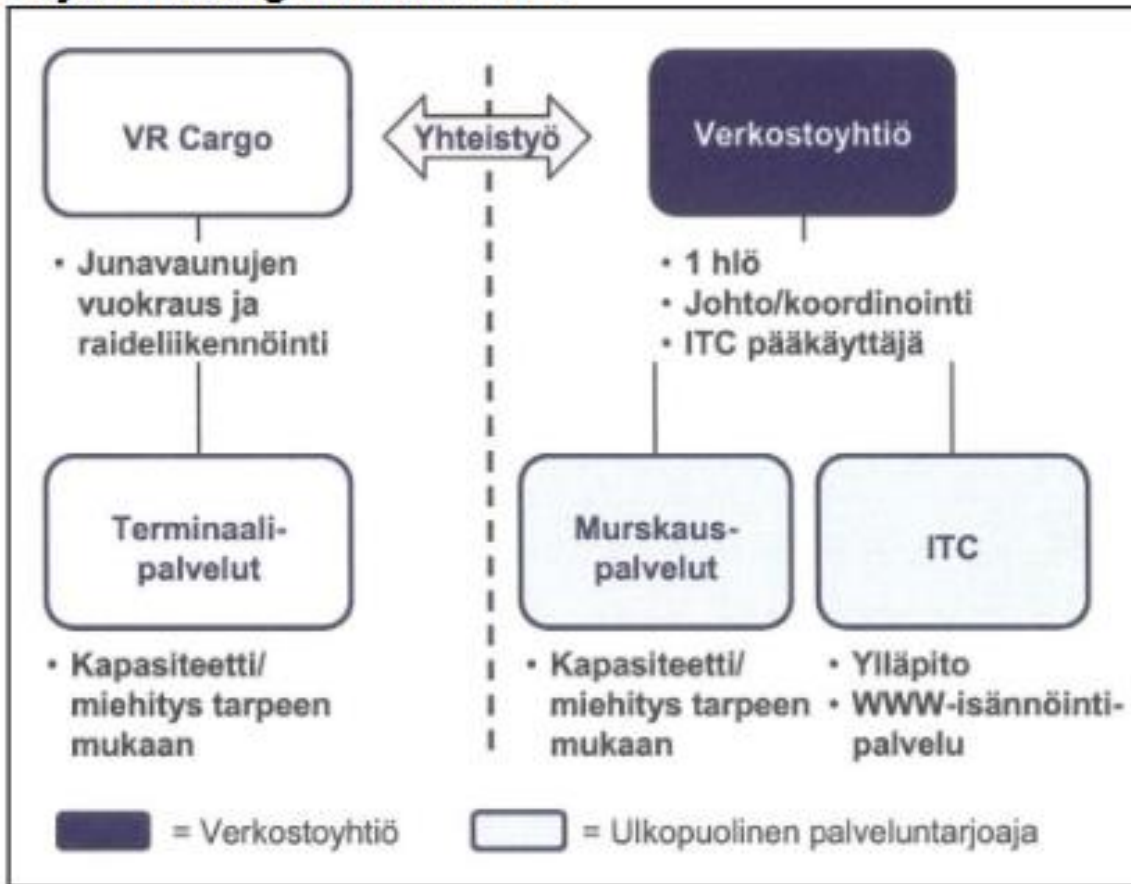 VR Cargo
Yhteistyö
Verkostoyhtiö
• Junavaunujen
vuokraus ja
raideliikennöinti
• 1 hlö
• Johto/koordinointi
• ITC pääkäyttäjä
Terminaali-
palvelut
Murskaus-
palvelut
ITC
• Kapasiteetti/
miehitys tarpeen
mukaan
• Kapasiteetti/
miehitys tarpeen
mukaan
• Ylläpito
• WWW-isännöinti-
palvelu
= Verkostoyhtiö
= Ulkopuolinen palveluntarjoaja